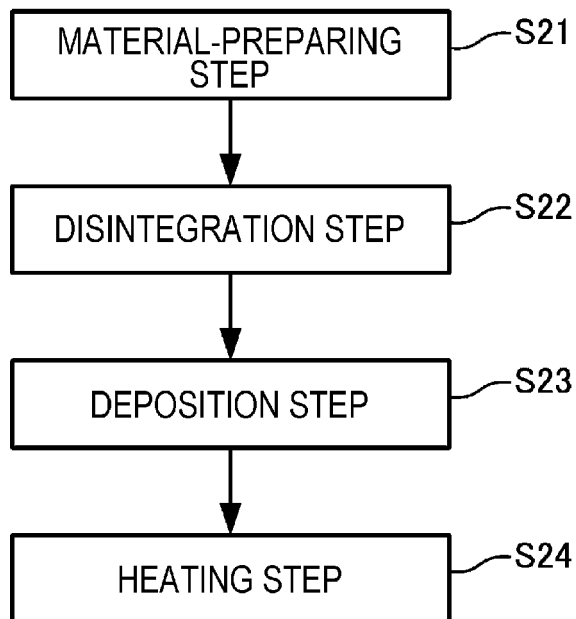 MATERIAL-PREPARING
STEP
S21
DISINTEGRATION STEP
S22
DEPOSITION STEP
S23
HEATING STEP
S24